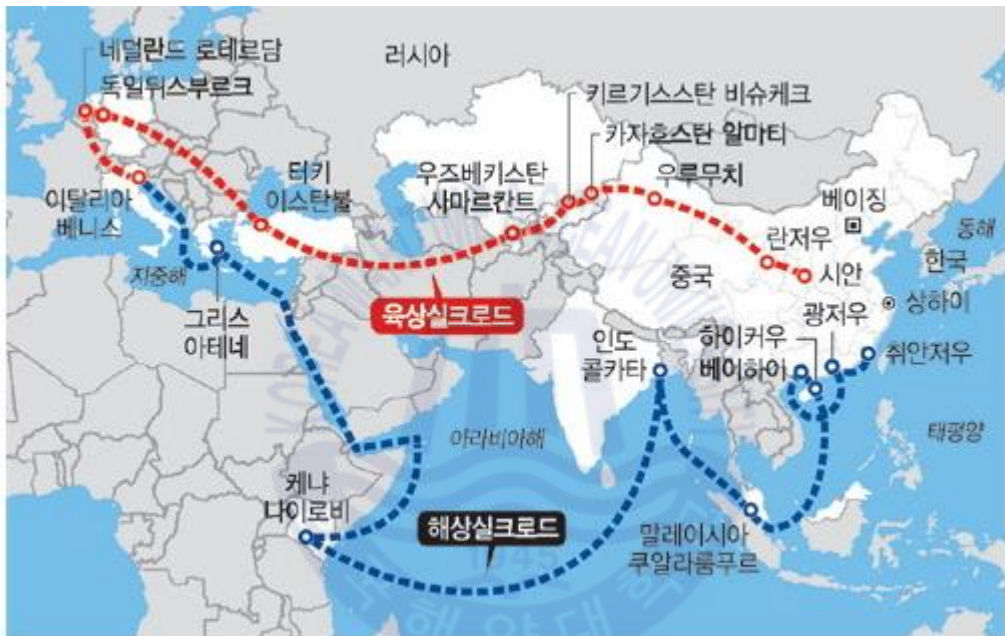 네덜란드 로테르담
독일뒤스부르크
러시아
키르기스스탄 비슈케크
카자흐스탄 알마티
우루무치
터키
이스탄불
우즈베키스탄
사마르칸트
이탈리아
베니스
베이징
란저우
동해
한국
지중해
중국
시안
상하이
육상실크로드
광저우
그리스
아테네
인도
콜카타
하이커우
베이하이
취안저우
아라비아해
태평양
케냐
나이로비
해상실크로드
말레이시아
쿠알라룸푸르
1945